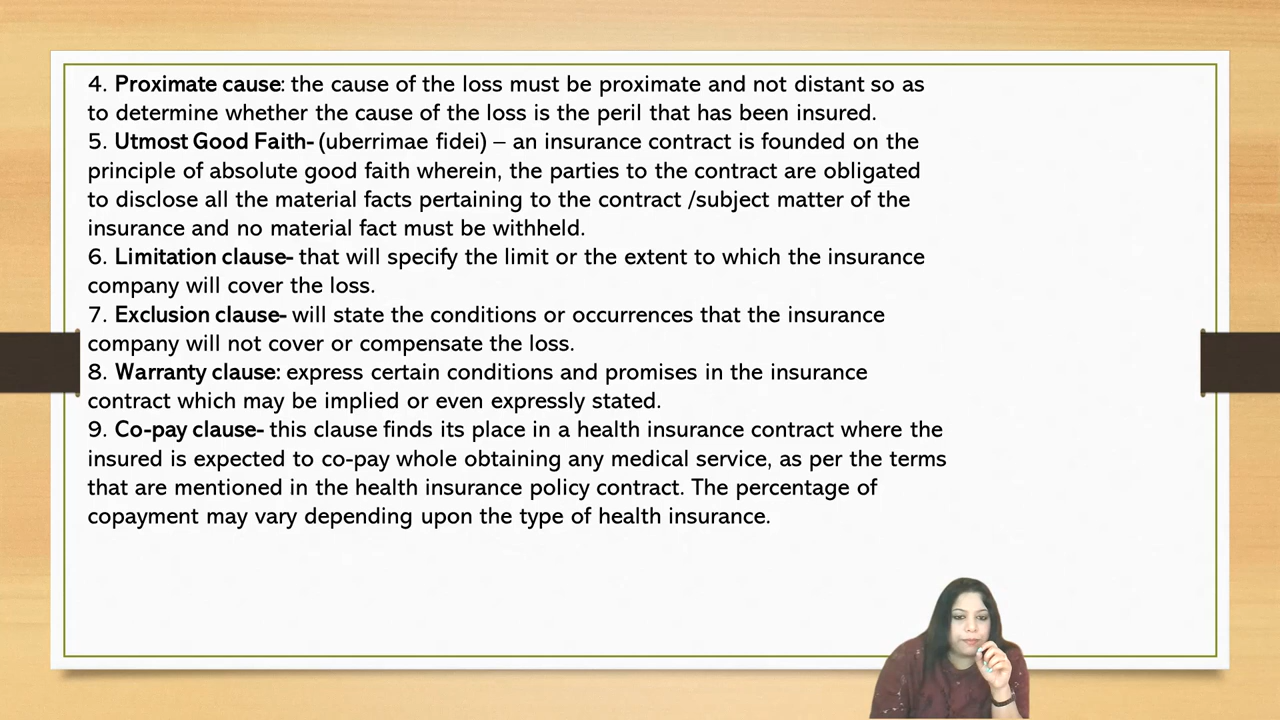 4. Proximate cause: the cause of the loss must be proximate and not distant so as
to determine whether the cause of the loss is the peril that has been insured.
5. Utmost Good Faith- (uberrimae fidei) – an insurance contract is founded on the
principle of absolute good faith wherein, the parties to the contract are obligated
to disclose all the material facts pertaining to the contract /subject matter of the
insurance and no material fact must be withheld.
6. Limitation clause- that will specify the limit or the extent to which the insurance
company will cover the loss.
7. Exclusion clause- will state the conditions or occurrences that the insurance
company will not cover or compensate the loss.
8. Warranty clause: express certain conditions and promises in the insurance
contract which may be implied or even expressly stated.
9. Co-pay clause- this clause finds its place in a health insurance contract where the
insured is expected to co-pay whole obtaining any medical service, as per the terms
that are mentioned in the health insurance policy contract. The percentage of
copayment may vary depending upon the type of health insurance.